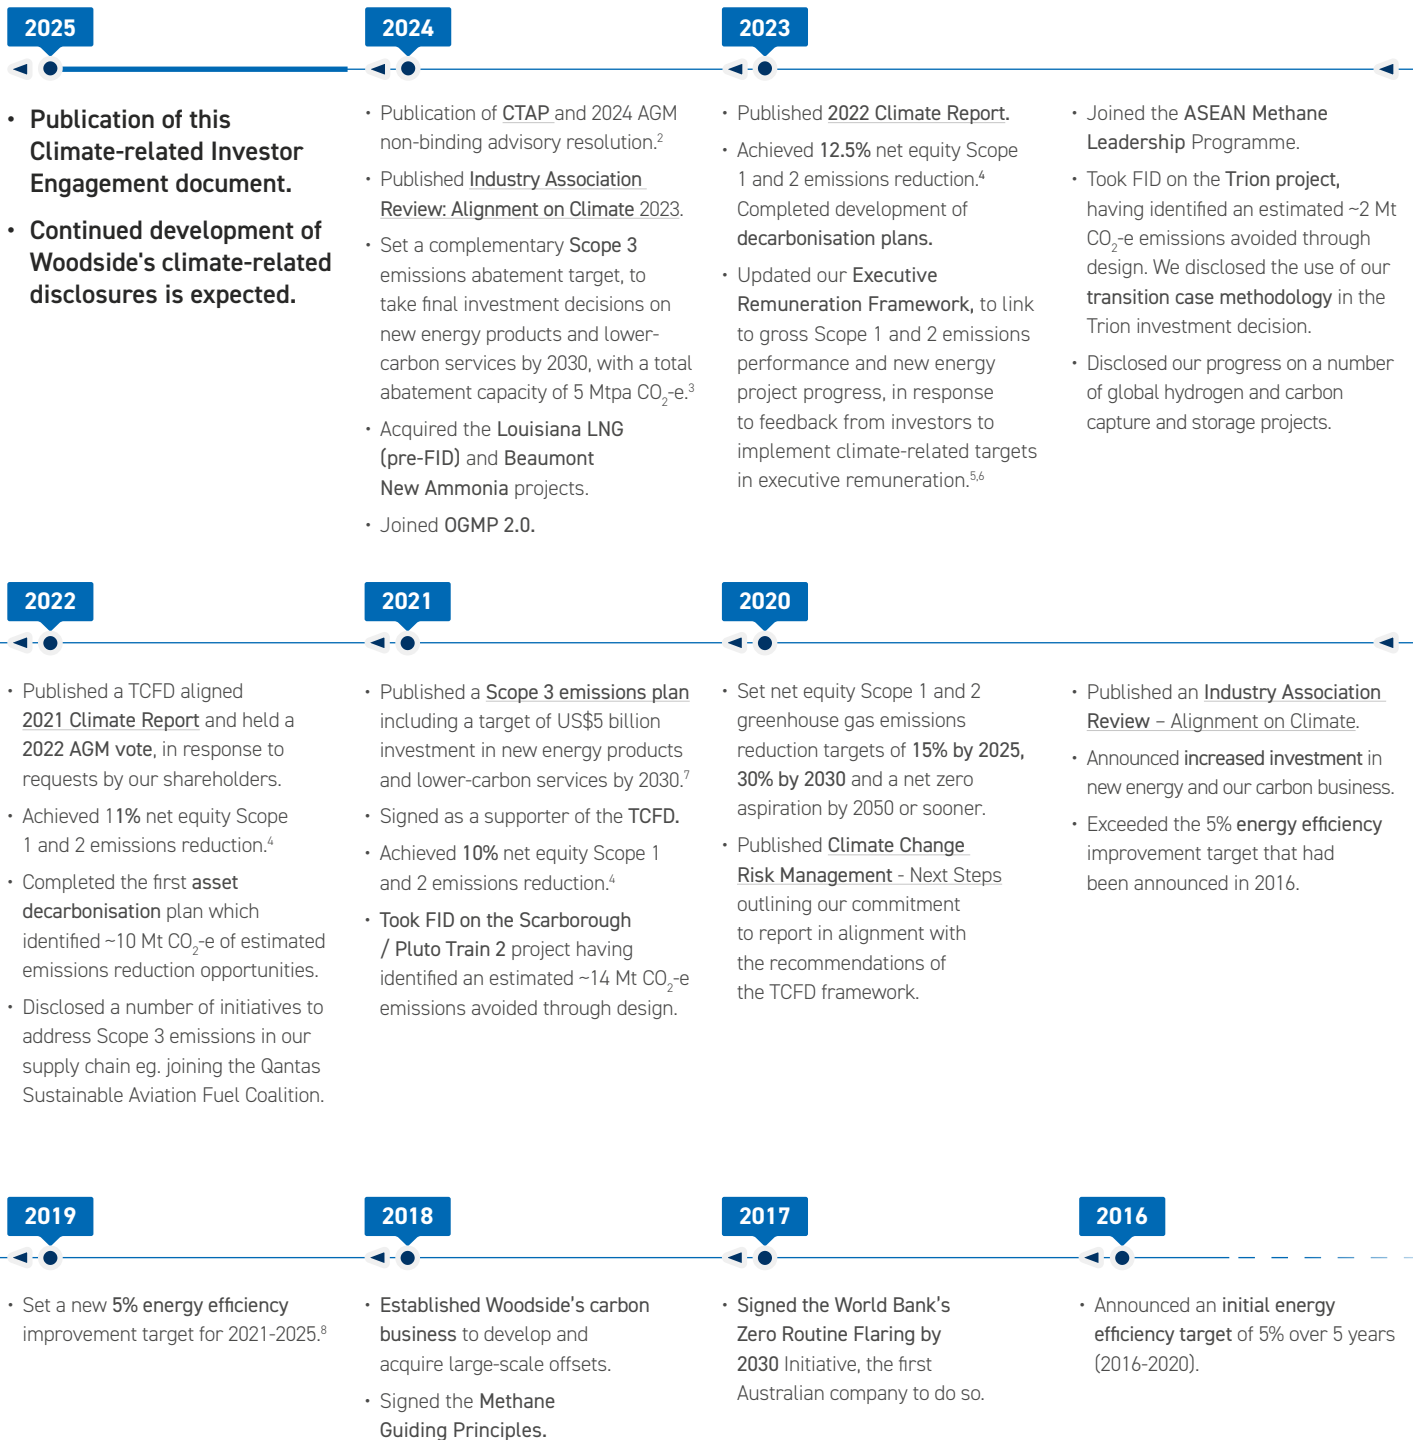 2025
• Publication of this
Climate-related Investor
Engagement document.
• Continued development of
Woodside's climate-related
disclosures is expected.
2024
• Publication of CTAP and 2024 AGM
non-binding advisory resolution.2
• Published Industry Association
Review: Alignment on Climate 2023.
• Set a complementary Scope 3
emissions abatement target, to
take final investment decisions on
new energy products and lower-
carbon services by 2030, with a total
abatement capacity of 5 Mtpa CO2-e.3
• Acquired the Louisiana LNG
(pre-FID) and Beaumont
New Ammonia projects.
• Joined OGMP 2.0.
2023
• Published 2022 Climate Report.
• Achieved 12.5% net equity Scope
1 and 2 emissions reduction.4
Completed development of
decarbonisation plans.
• Updated our Executive
Remuneration Framework, to link
to gross Scope 1 and 2 emissions
performance and new energy
project progress, in response
to feedback from investors to
implement climate-related targets
in executive remuneration.5,6
• Joined the ASEAN Methane
Leadership Programme.
• Took FID on the Trion project,
having identified an estimated ~2 Mt
CO2-e emissions avoided through
design. We disclosed the use of our
transition case methodology in the
Trion investment decision.
• Disclosed our progress on a number
of global hydrogen and carbon
capture and storage projects.
2022
• Published a TCFD aligned
2021 Climate Report and held a
2022 AGM vote, in response to
requests by our shareholders.
• Achieved 11% net equity Scope
1 and 2 emissions reduction.4
• Completed the first asset
decarbonisation plan which
identified ~10 Mt CO2-e of estimated
emissions reduction opportunities.
• Disclosed a number of initiatives to
address Scope 3 emissions in our
supply chain eg. joining the Qantas
Sustainable Aviation Fuel Coalition.
2021
• Published a Scope 3 emissions plan
including a target of US$5 billion
investment in new energy products
and lower-carbon services by 2030.7
• Signed as a supporter of the TCFD.
• Achieved 10% net equity Scope 1
and 2 emissions reduction.4
• Took FID on the Scarborough
/ Pluto Train 2 project having
identified an estimated ~14 Mt CO2-e
emissions avoided through design.
2020
• Set net equity Scope 1 and 2
greenhouse gas emissions
reduction targets of 15% by 2025,
30% by 2030 and a net zero
aspiration by 2050 or sooner.
• Published Climate Change
Risk Management - Next Steps
outlining our commitment
to report in alignment with
the recommendations of
the TCFD framework.
• Published an Industry Association
Review – Alignment on Climate.
• Announced increased investment in
new energy and our carbon business.
• Exceeded the 5% energy efficiency
improvement target that had
been announced in 2016.
2019
• Set a new 5% energy efficiency
improvement target for 2021-2025.8
2018
• Established Woodside's carbon
business to develop and
acquire large-scale offsets.
• Signed the Methane
Guiding Principles.
2017
• Signed the World Bank's
Zero Routine Flaring by
2030 Initiative, the first
Australian company to do so.
2016
• Announced an initial energy
efficiency target of 5% over 5 years
(2016-2020).